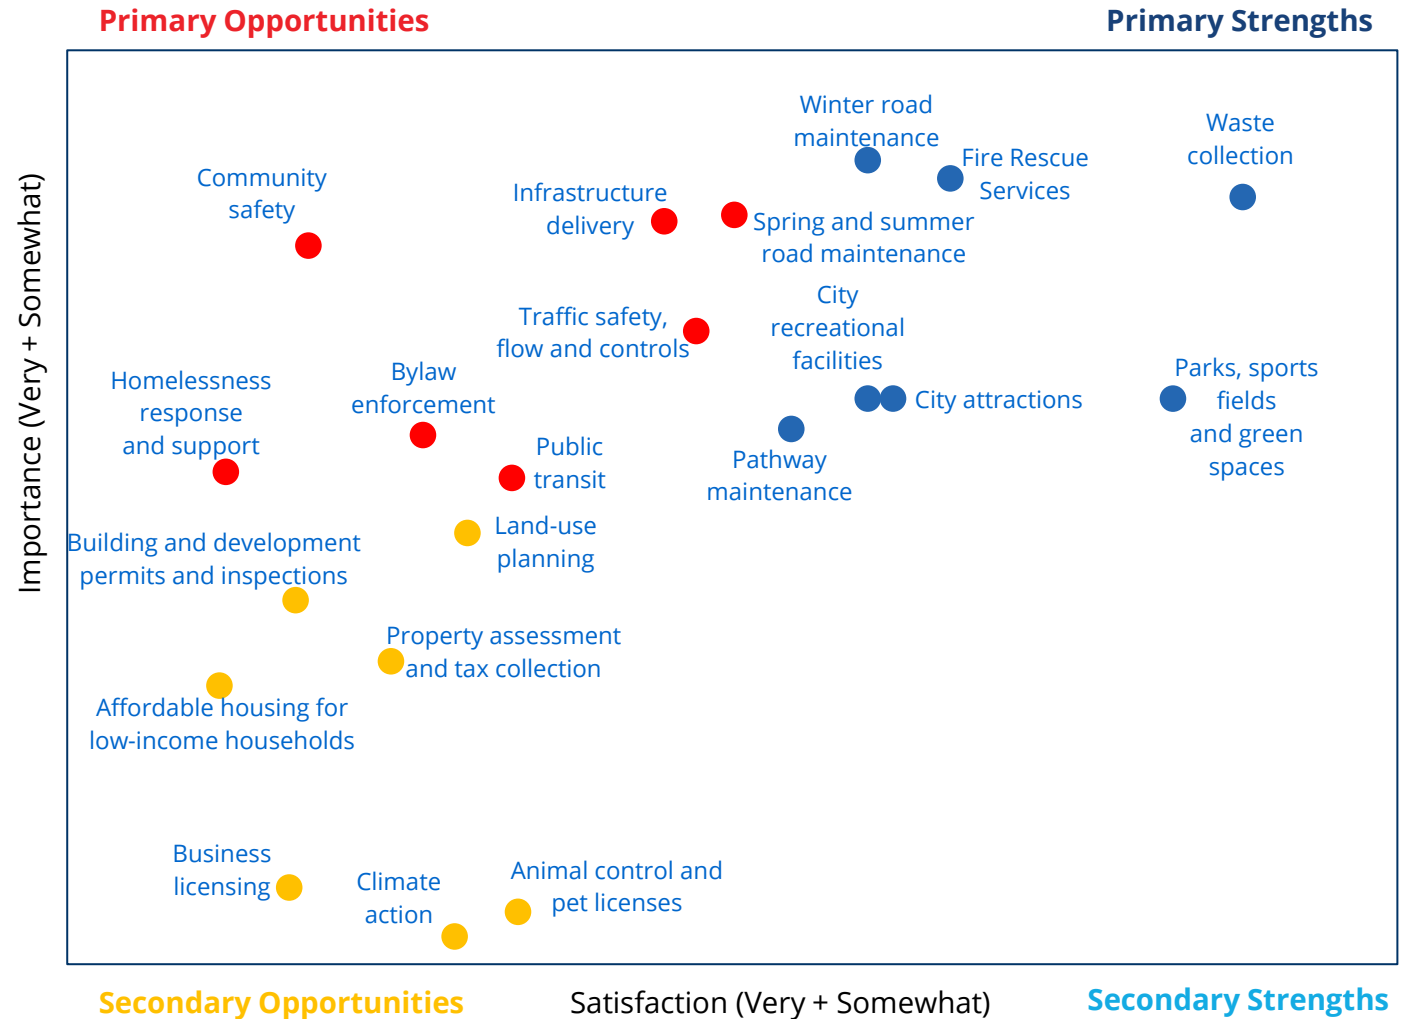 Primary Opportunities
Primary Strengths
Importance (Very + Somewhat)
Winter road
maintenance
Fire Rescue
Services
Waste
collection
Community
safety
Infrastructure
delivery
Spring and summer
road maintenance
City
recreational
facilities
Traffic safety,
flow and controls
Homelessness
response
and support
Bylaw
enforcement
City attractions
Parks, sports
fields
and green
spaces
Public
transit
Pathway
maintenance
Land-use
planning
Building and development
permits and inspections
Property assessment
and tax collection
Affordable housing for
low-income households
Business
licensing
Climate
action
Animal control and
pet licenses
Secondary Opportunities
Satisfaction (Very + Somewhat)
Secondary Strengths